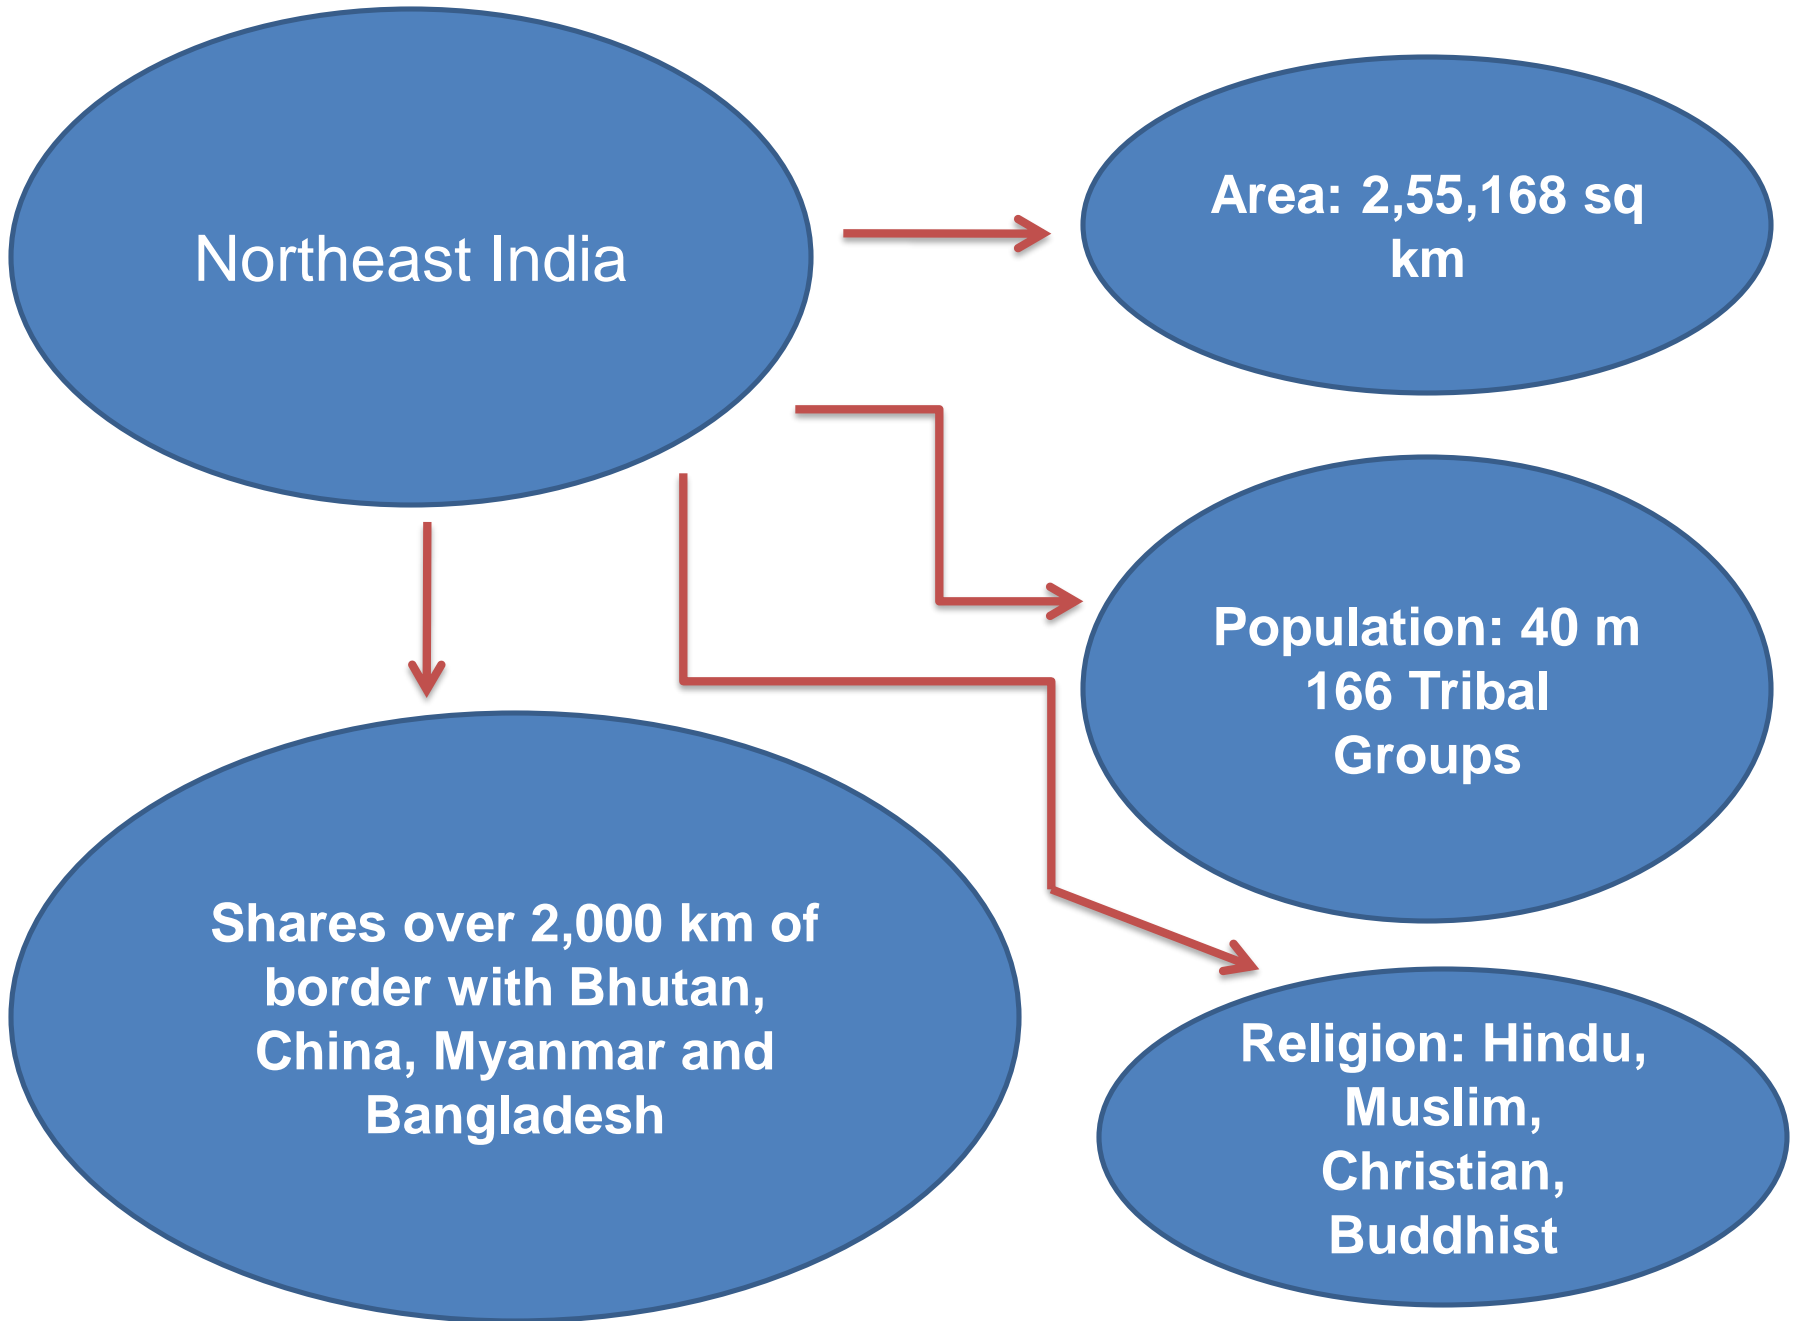 Northeast India
Area: 2,55,168 sq
km
Population: 40 m
166 Tribal
Groups
Shares over 2,000 km of
border with Bhutan,
China, Myanmar and
Bangladesh
Religion: Hindu,
Muslim,
Christian,
Buddhist